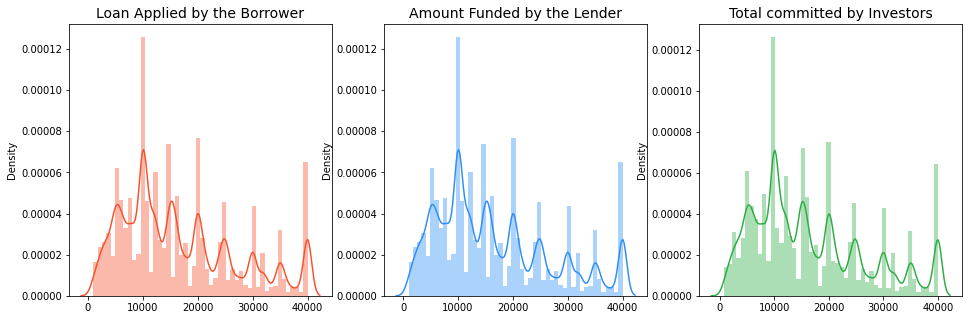 Loan Applied by the Borrower
0.00012
0.00010
0.00008
0.00006
0.00004
0.00002
0.00000
Density
0 10000 20000 30000 40000
Amount Funded by the Lender
0.00012
0.00010
0.00008
0.00006
0.00004
0.00002
0.00000
Density
0 10000 20000 30000 40000
Total committed by Investors
0.00012
0.00010
0.00008
0.00006
0.00004
0.00002
0.00000
Density
0 10000 20000 30000 40000